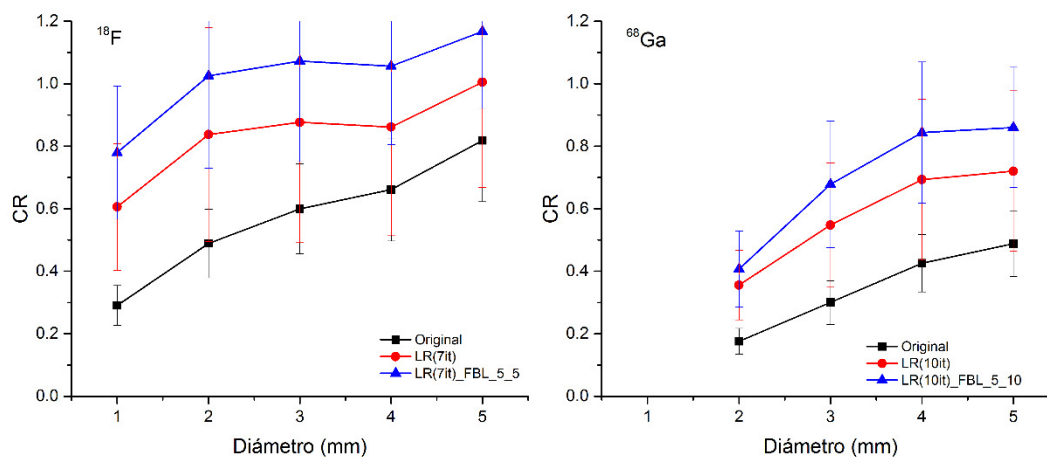 ¹⁸F
1.2
1.0
0.8
0.6
0.4
0.2
0.0
CR
Original
LR(7it)
LR(7it)_FBL_5_5
1 2 3 4 5
Diámetro (mm)
⁶⁸Ga
1.2
1.0
0.8
0.6
0.4
0.2
0.0
CR
Original
LR(10it)
LR(10it)_FBL_5_10
1 2 3 4 5
Diámetro (mm)